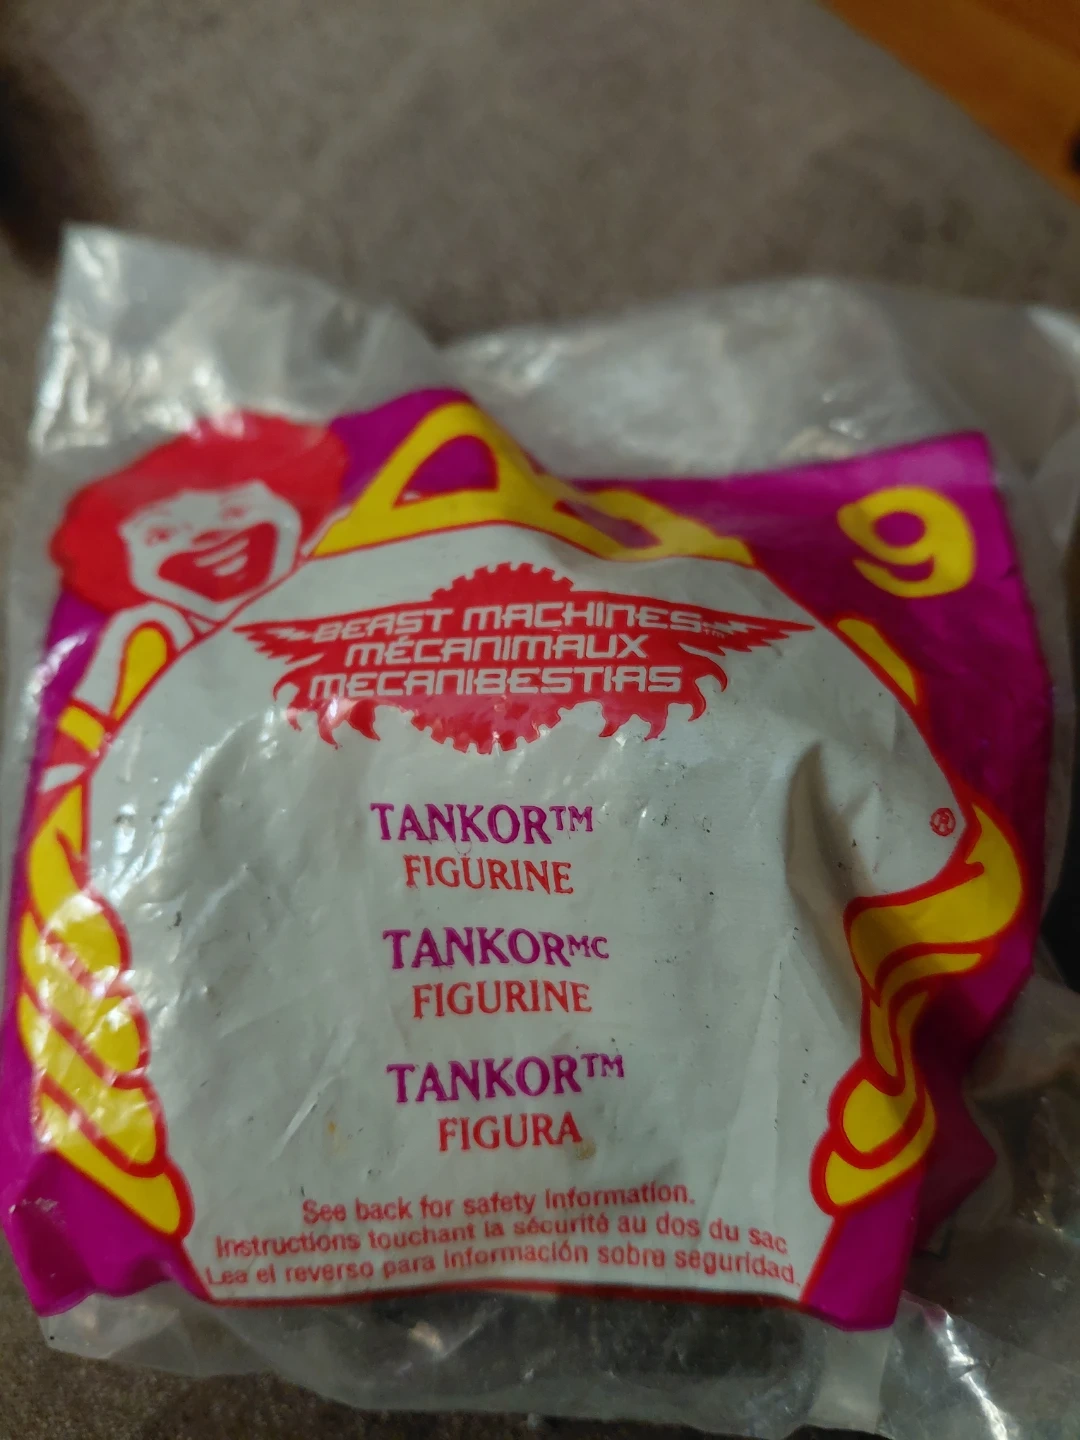 9
BEAST MACHINES™
MÉCANIMAUX
MECANIBESTIAS
®
TANKOR™
FIGURINE
TANKORᴹᶜ
FIGURINE
TANKOR™
FIGURA
See back for safety information.
Instructions touchant la sécurité au dos du sac
Lea el reverso para información sobre seguridad.